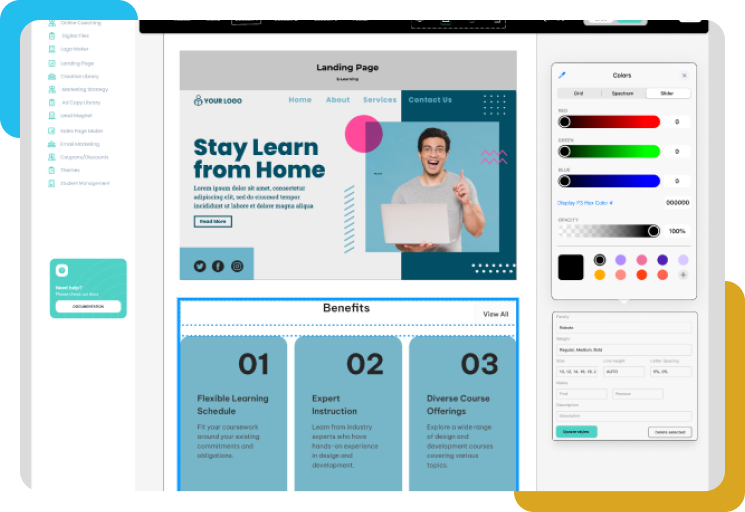 Online Coaching
Digital Files
Logo Maker
Landing Page
Creation Library
Marketing Strategy
Ad Copy Library
Lead Magnet
Sales Page Maker
Email Marketing
Coupons/Discounts
Themes
Student Management
Need help?
Please check our docs
DOCUMENTATION
Landing Page
E-Learning
YOUR LOGO
Home About Services Contact Us
Stay Learn
from Home
Lorem ipsum dolor sit amet, consectetur
adipiscing elit, sed do eiusmod tempor
incididunt ut labore et dolore magna aliqua
Read More
Benefits
View All
01
Flexible Learning
Schedule
Fit your coursework
around your existing
commitments and
obligations.
02
Expert
Instruction
Learn from industry
experts who have
hands-on experience
in design and
development.
03
Diverse Course
Offerings
Explore a wide range
of design and
development courses
covering various
topics.
Colors
Grid Spectrum Slider
RED
0
GREEN
0
BLUE
0
Display P3 Hex Color # 000000
OPACITY
100%
Family
Roboto
Weight
Regular, Medium, Bold
Size Line Height Letter Spacing
AUTO 0%, 0%
Name
Description
Description
Generate styles Delete selected